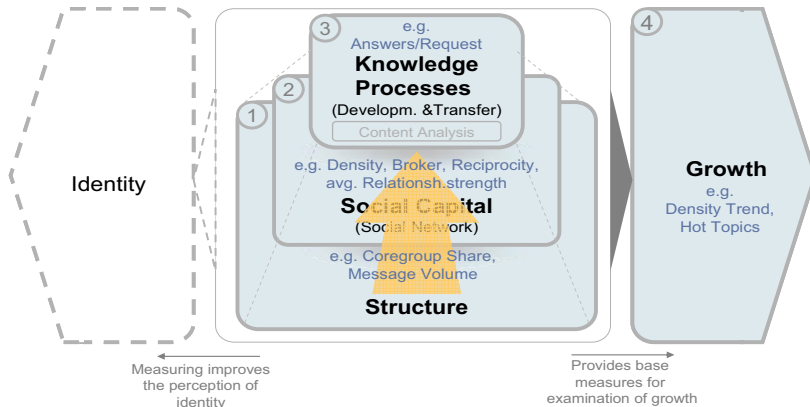 Identity
1
2
3
e.g.
Answers/Request
Knowledge
Processes
(Developm. &Transfer)
Content Analysis
e.g. Density, Broker, Reciprocity,
avg. Relationsh.strength
Social Capital
(Social Network)
e.g. Coregroup Share,
Message Volume
Structure
4
Growth
e.g.
Density Trend,
Hot Topics
Measuring improves
the perception of
identity
Provides base
measures for
examination of growth